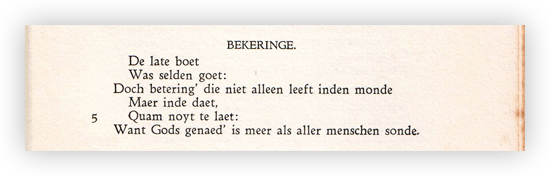 BEKERINGE.
De late boet
Was selden goet:
Doch betering' die niet alleen leeft inden monde
Maer inde daet,
5 Quam noyt te laet:
Want Gods genaed' is meer als aller menschen sonde.